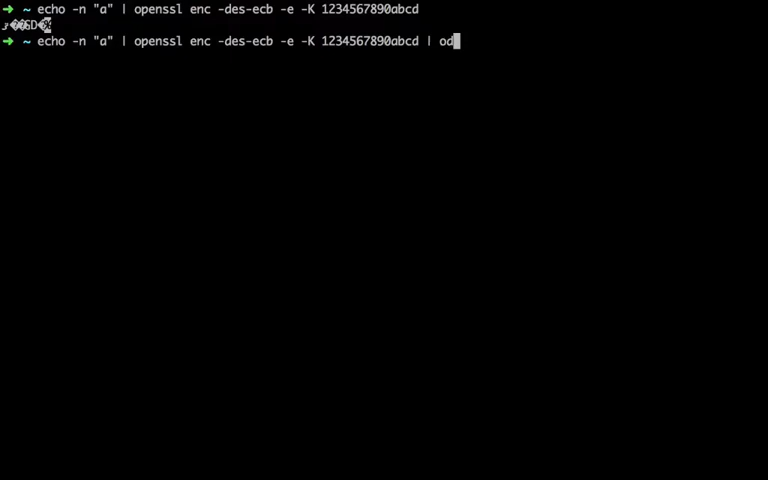 ➜ ~ echo -n "a" | openssl enc -des-ecb -e -K 1234567890abcd
➜ ~ echo -n "a" | openssl enc -des-ecb -e -K 1234567890abcd | od